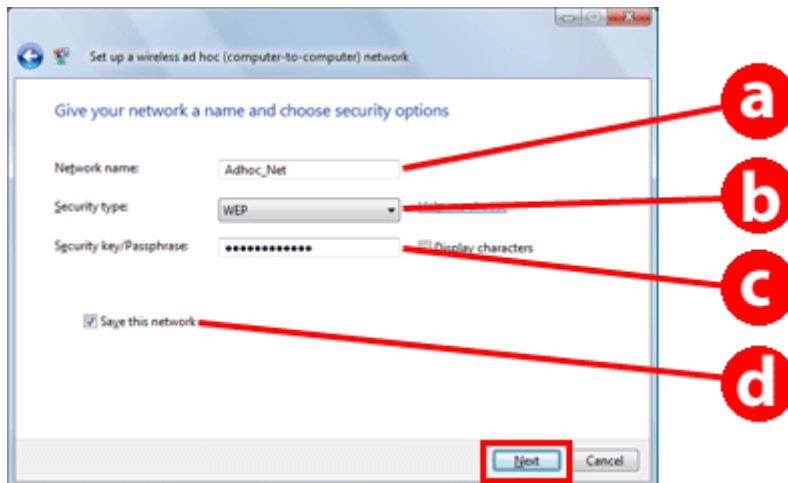 Set up a wireless ad hoc (computer-to-computer) network
Give your network a name and choose security options
a
Network name: Adhoc_Net
Security type: WEP
b
Security key/Passphrase: ●●●●●●●●●●●● Display characters
c
Save this network
d
Next Cancel